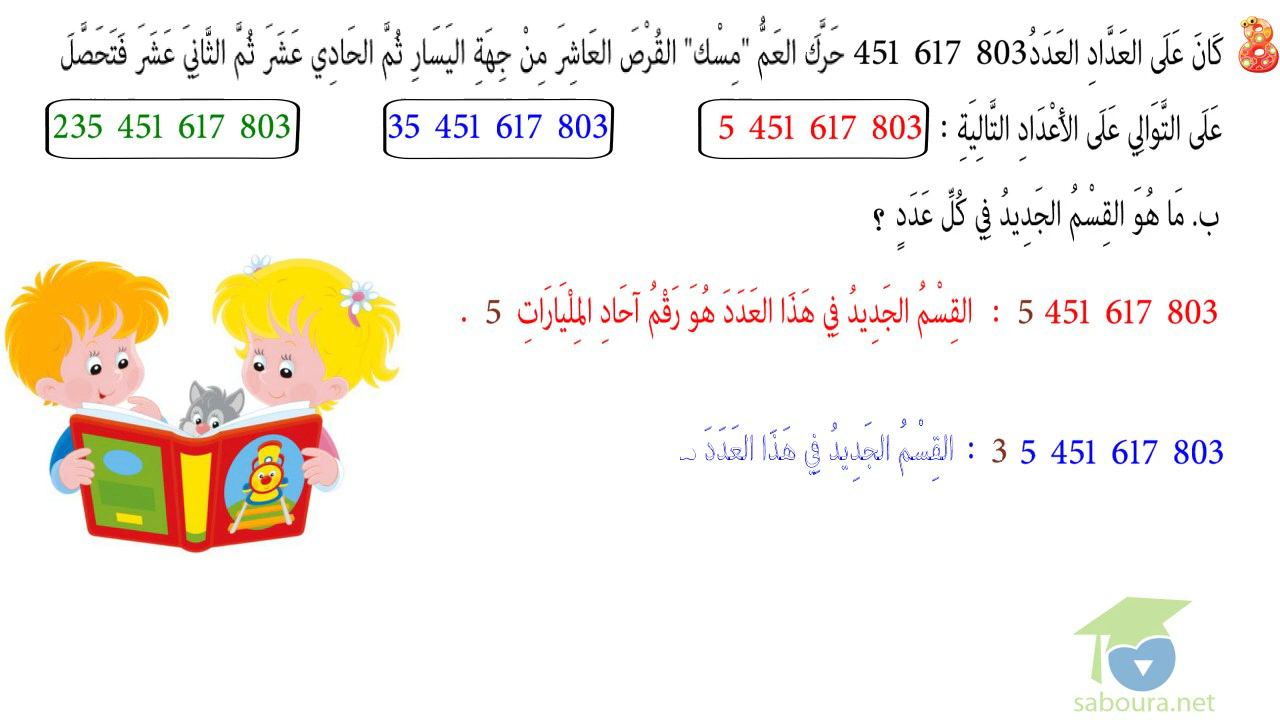 كَانَ عَلَى العَدَّادِ العَدَدُ 803 617 451 حَرَّكَ العَمُّ "مِسْك" القُرْصَ العَاشِرَ مِنْ جِهَةِ اليَسَارِ ثُمَّ الحَادِي عَشَرَ ثُمَّ الثَّانِيَ عَشَرَ فَتَحَصَّلَ
عَلَى التَّوَالِي عَلَى الأَعْدَادِ التَّالِيَةِ :
5 451 617 803
35 451 617 803
235 451 617 803
ب. مَا هُوَ القِسْمُ الجَدِيدُ فِي كُلِّ عَدَدٍ ؟
5 451 617 803 : القِسْمُ الجَدِيدُ فِي هَذَا العَدَدَ هُوَ رَقْمُ آحَادِ المِلْيَارَاتِ 5 .
3 5 451 617 803 : القِسْمُ الجَدِيدُ فِي هَذَا العَدَدَ
saboura.net